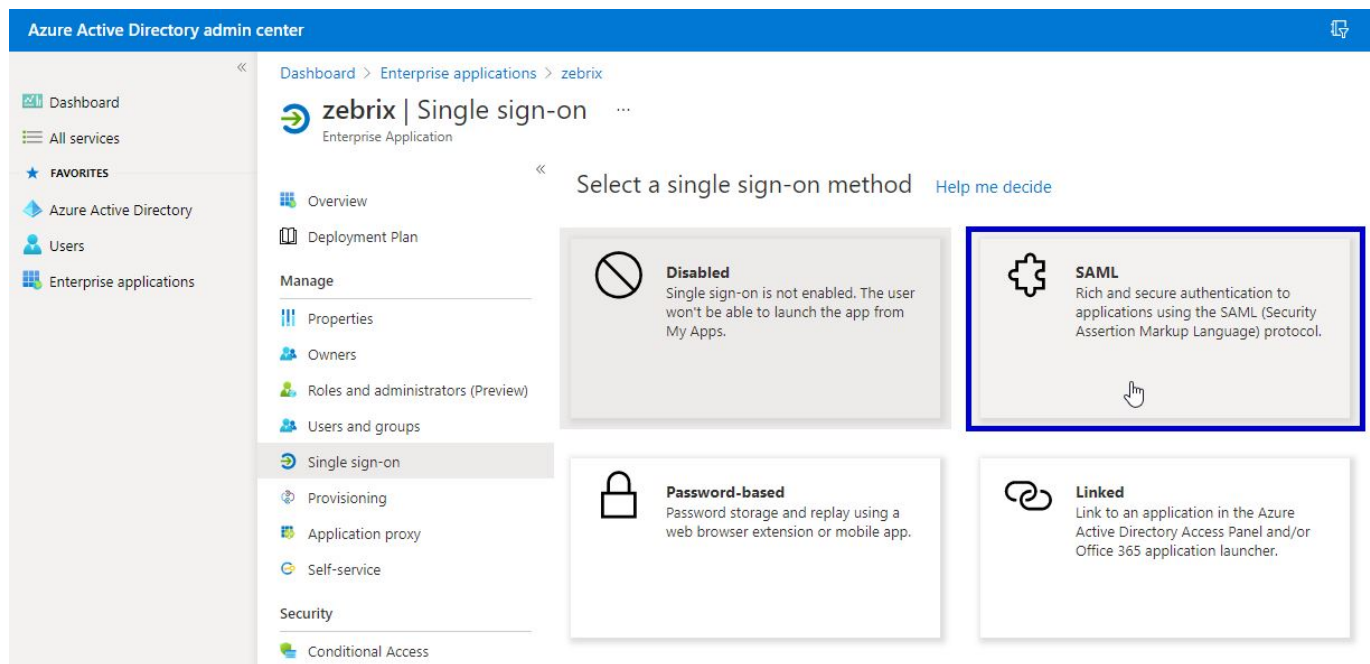 Azure Active Directory admin center
Dashboard > Enterprise applications > zebrix
Dashboard
All services
FAVORITES
Azure Active Directory
Users
Enterprise applications
zebrix | Single sign-on ...
Enterprise Application
Overview
Deployment Plan
Manage
Properties
Owners
Roles and administrators (Preview)
Users and groups
Single sign-on
Provisioning
Application proxy
Self-service
Security
Conditional Access
Select a single sign-on method Help me decide
Disabled
Single sign-on is not enabled. The user
won't be able to launch the app from
My Apps.
SAML
Rich and secure authentication to
applications using the SAML (Security
Assertion Markup Language) protocol.
Password-based
Password storage and replay using a
web browser extension or mobile app.
Linked
Link to an application in the Azure
Active Directory Access Panel and/or
Office 365 application launcher.